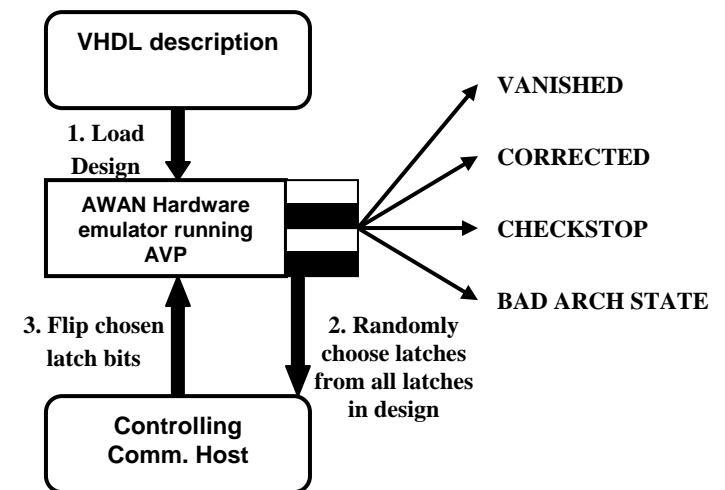 VHDL description
1. Load
Design
AWAN Hardware
emulator running
AVP
VANISHED
CORRECTED
CHECKSTOP
BAD ARCH STATE
3. Flip chosen
latch bits
2. Randomly
choose latches
from all latches
in design
Controlling
Comm. Host